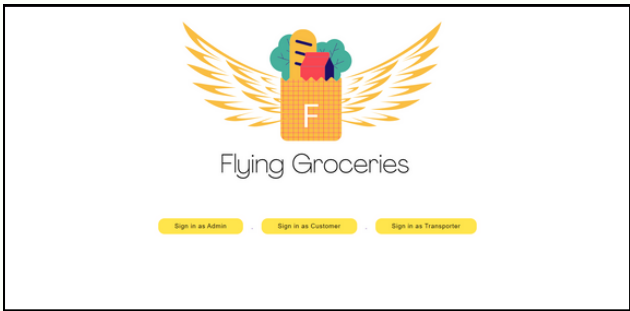 F
Flying Groceries
Sign in as Admin . Sign in as Customer . Sign in as Transporter